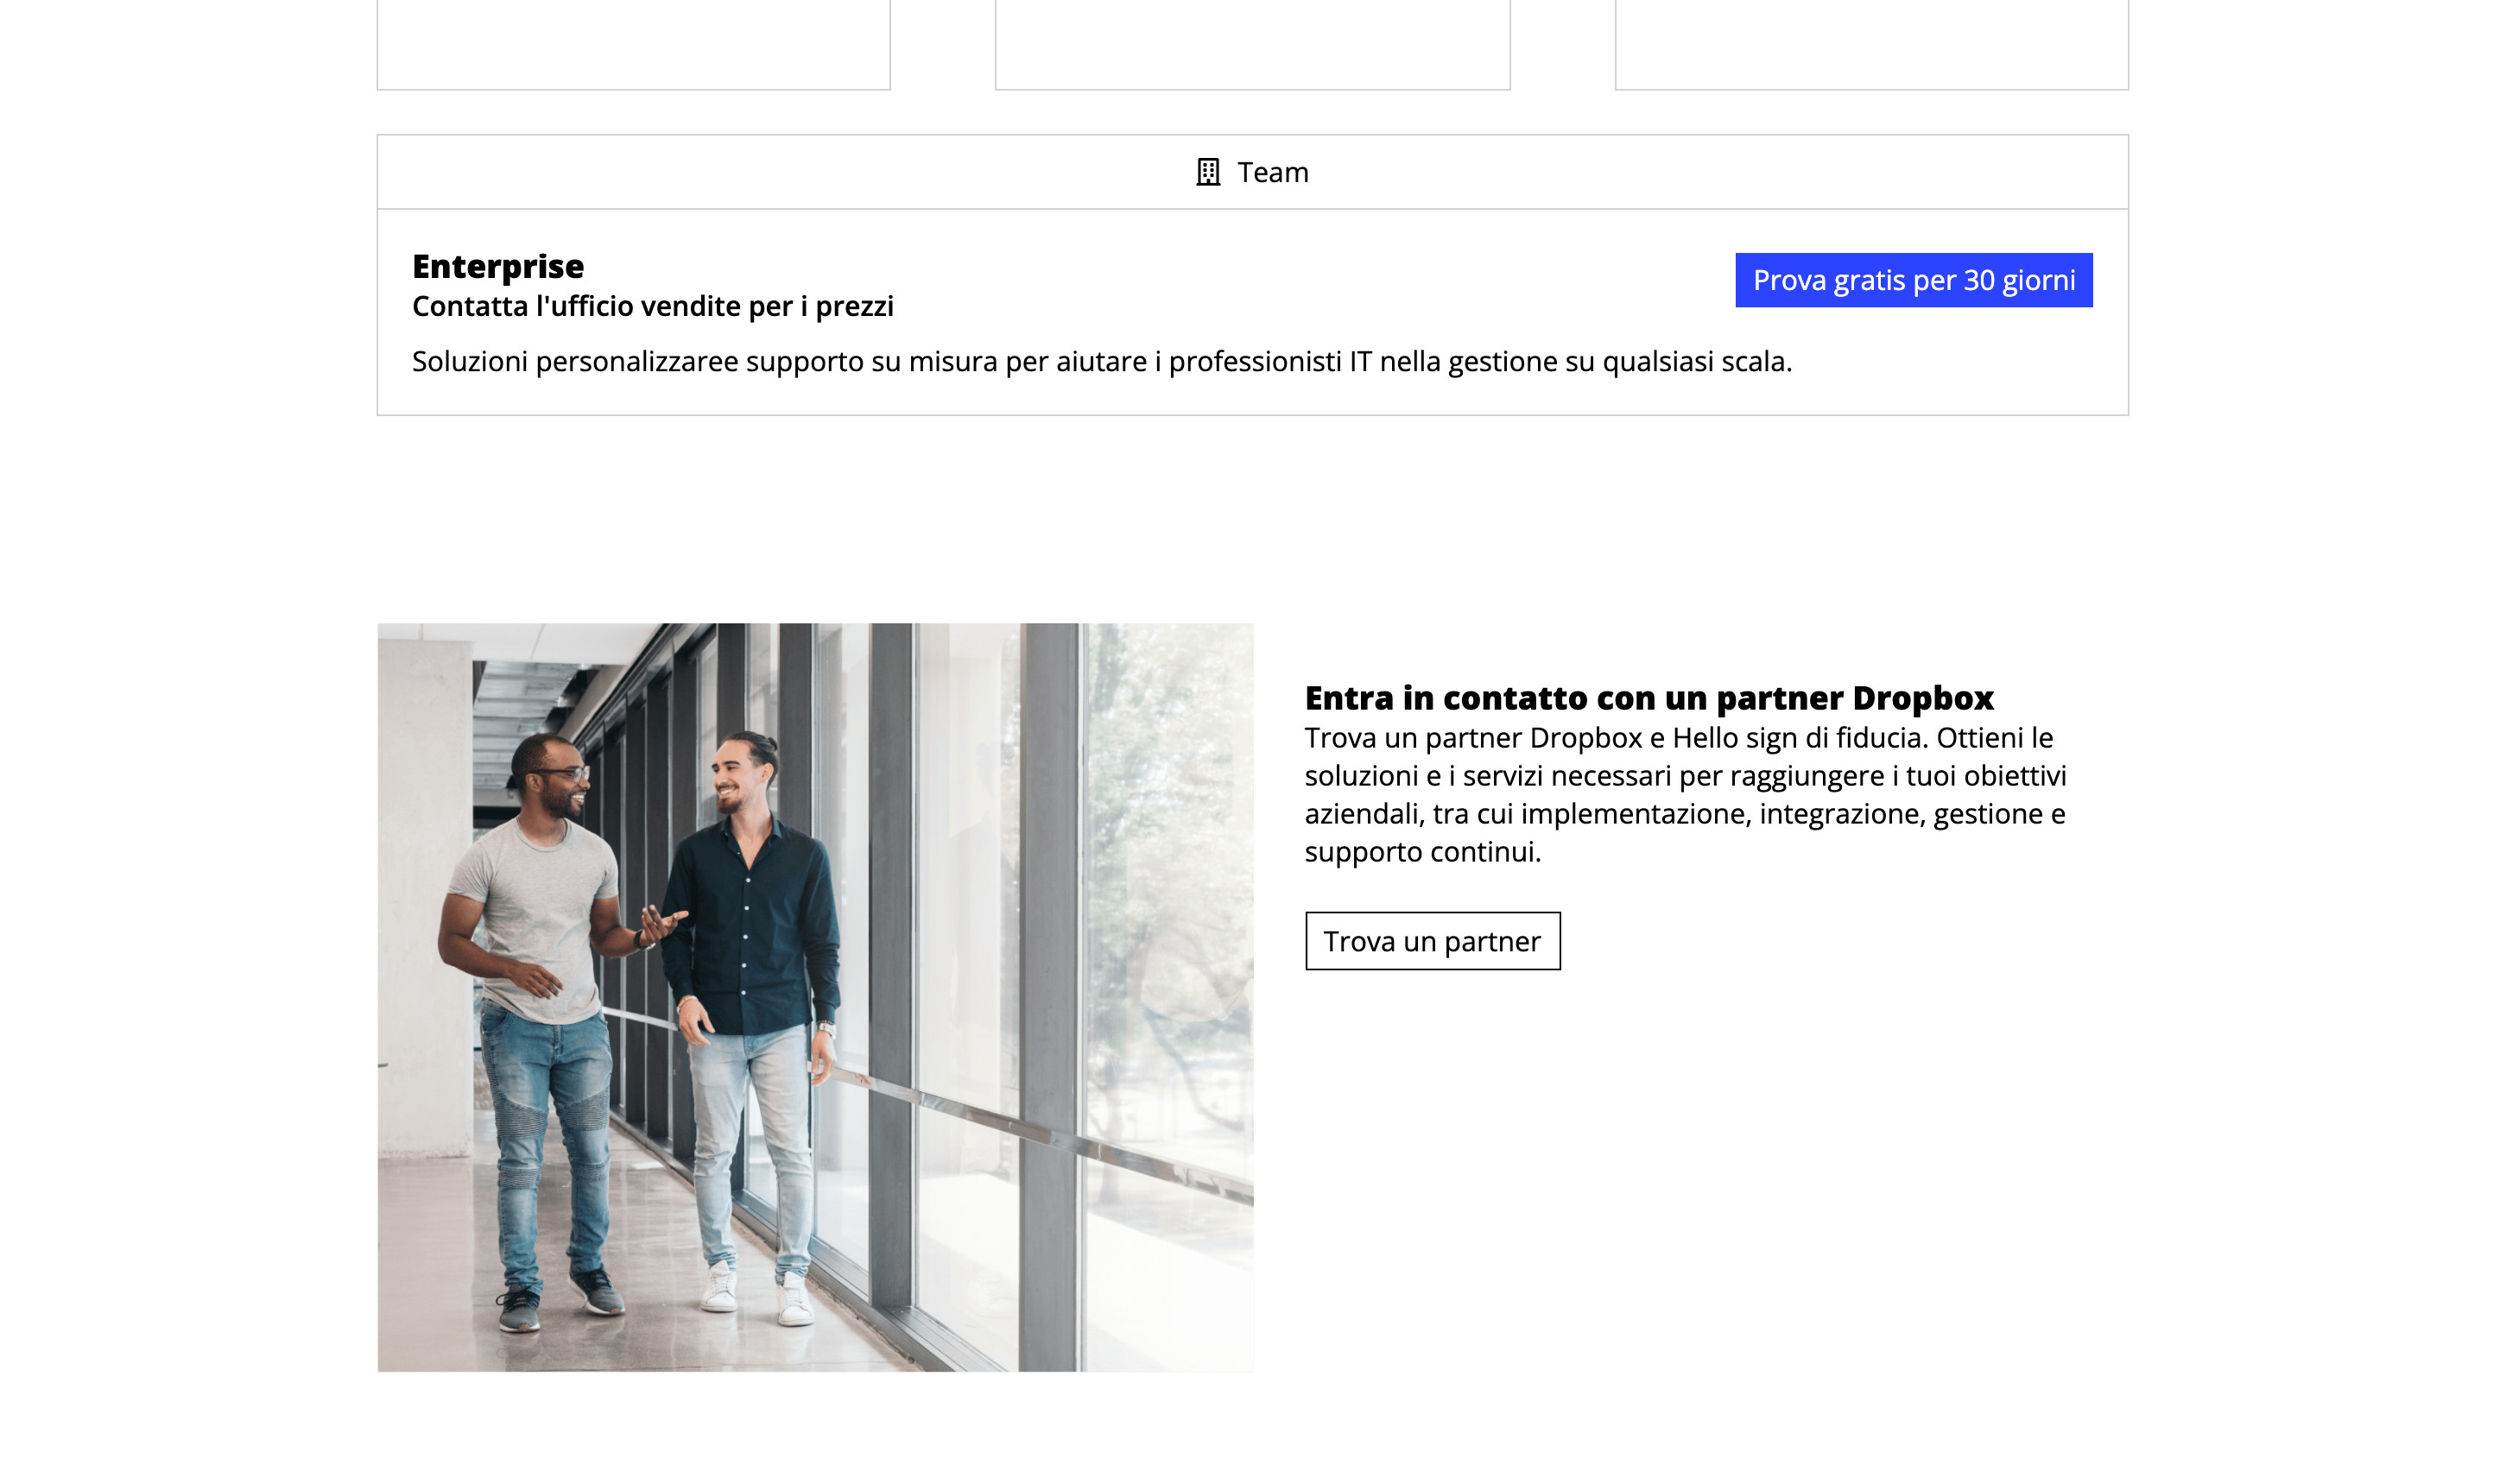 Team
Enterprise
Prova gratis per 30 giorni
Contatta l'ufficio vendite per i prezzi
Soluzioni personalizzaree supporto su misura per aiutare i professionisti IT nella gestione su qualsiasi scala.
Entra in contatto con un partner Dropbox
Trova un partner Dropbox e Hello sign di fiducia. Ottieni le
soluzioni e i servizi necessari per raggiungere i tuoi obiettivi
aziendali, tra cui implementazione, integrazione, gestione e
supporto continui.
Trova un partner